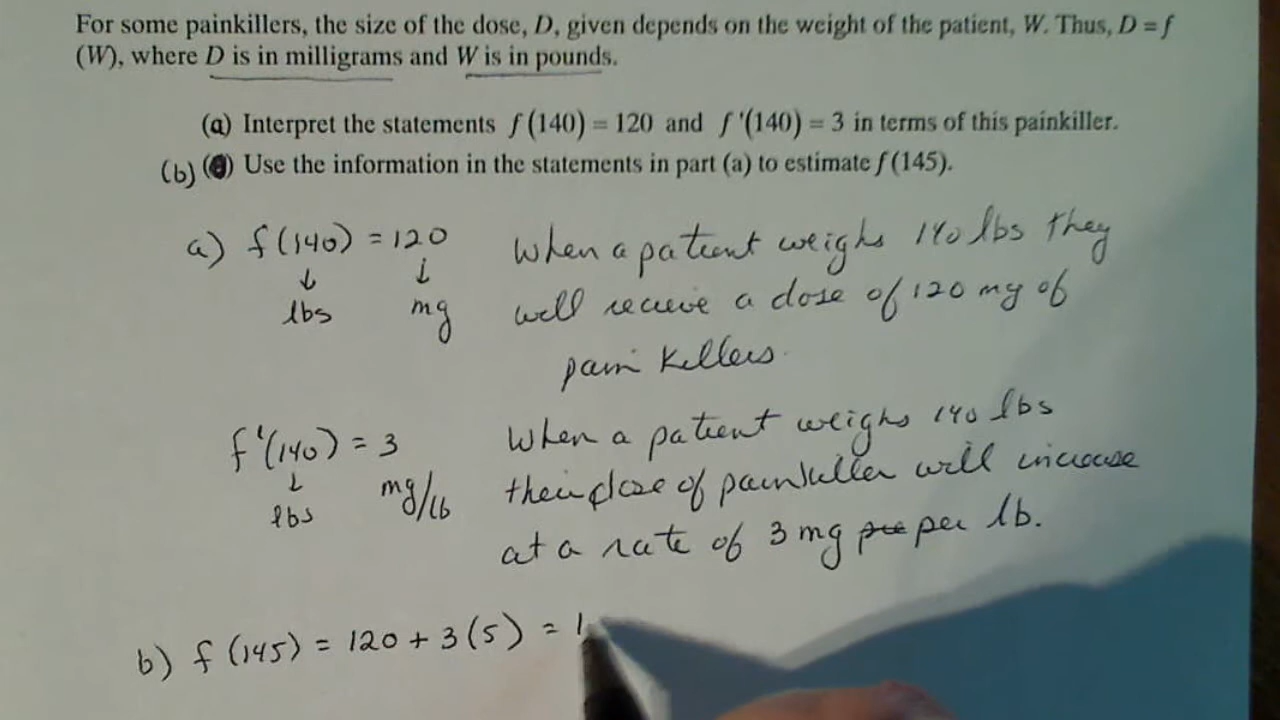 For some painkillers, the size of the dose, D, given depends on the weight of the patient, W. Thus, D = f
(W), where D is in milligrams and W is in pounds.
(a) Interpret the statements f (140) = 120 and f '(140) = 3 in terms of this painkiller.
(b) Use the information in the statements in part (a) to estimate f (145).
a) f(140) = 120 When a patient weighs 140 lbs they
↓ ↓
lbs mg will recieve a dose of 120 mg of
pain killers.
f'(140) = 3 When a patient weighs 140 lbs
↓
lbs mg/lb their dose of painkiller will increase
at a rate of 3 mg per lb.
b) f (145) = 120 + 3 (5) = 1